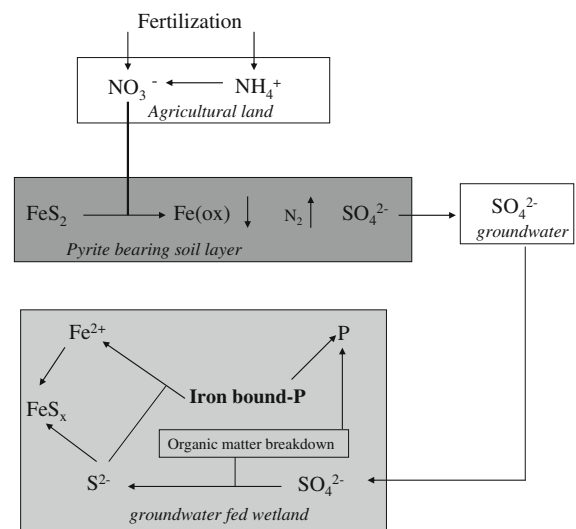 Fertilization
NO₃⁻ NH₄⁺
Agricultural land
FeS₂ Fe(ox) N₂ SO₄²⁻
Pyrite bearing soil layer
SO₄²⁻
groundwater
Fe²⁺ P
Iron bound-P
FeSₓ
Organic matter breakdown
S²⁻ SO₄²⁻
groundwater fed wetland